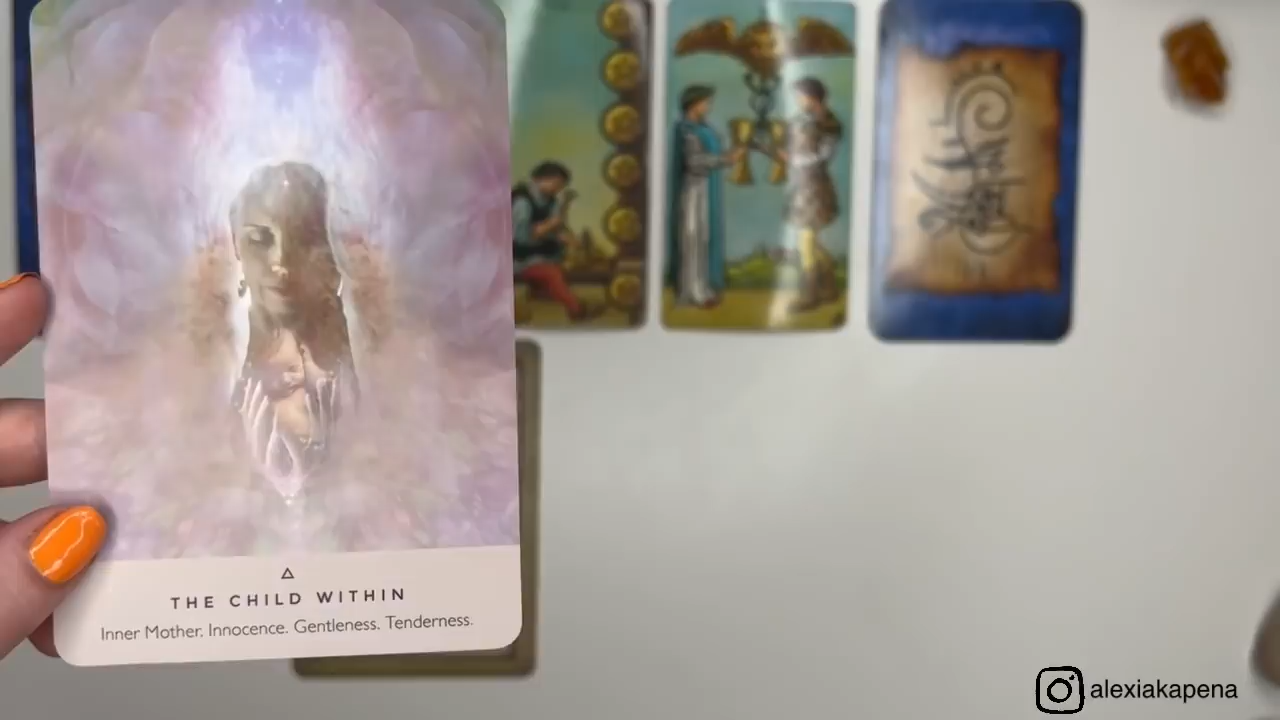 THE CHILD WITHIN
Inner Mother. Innocence. Gentleness. Tenderness.
alexiakapena